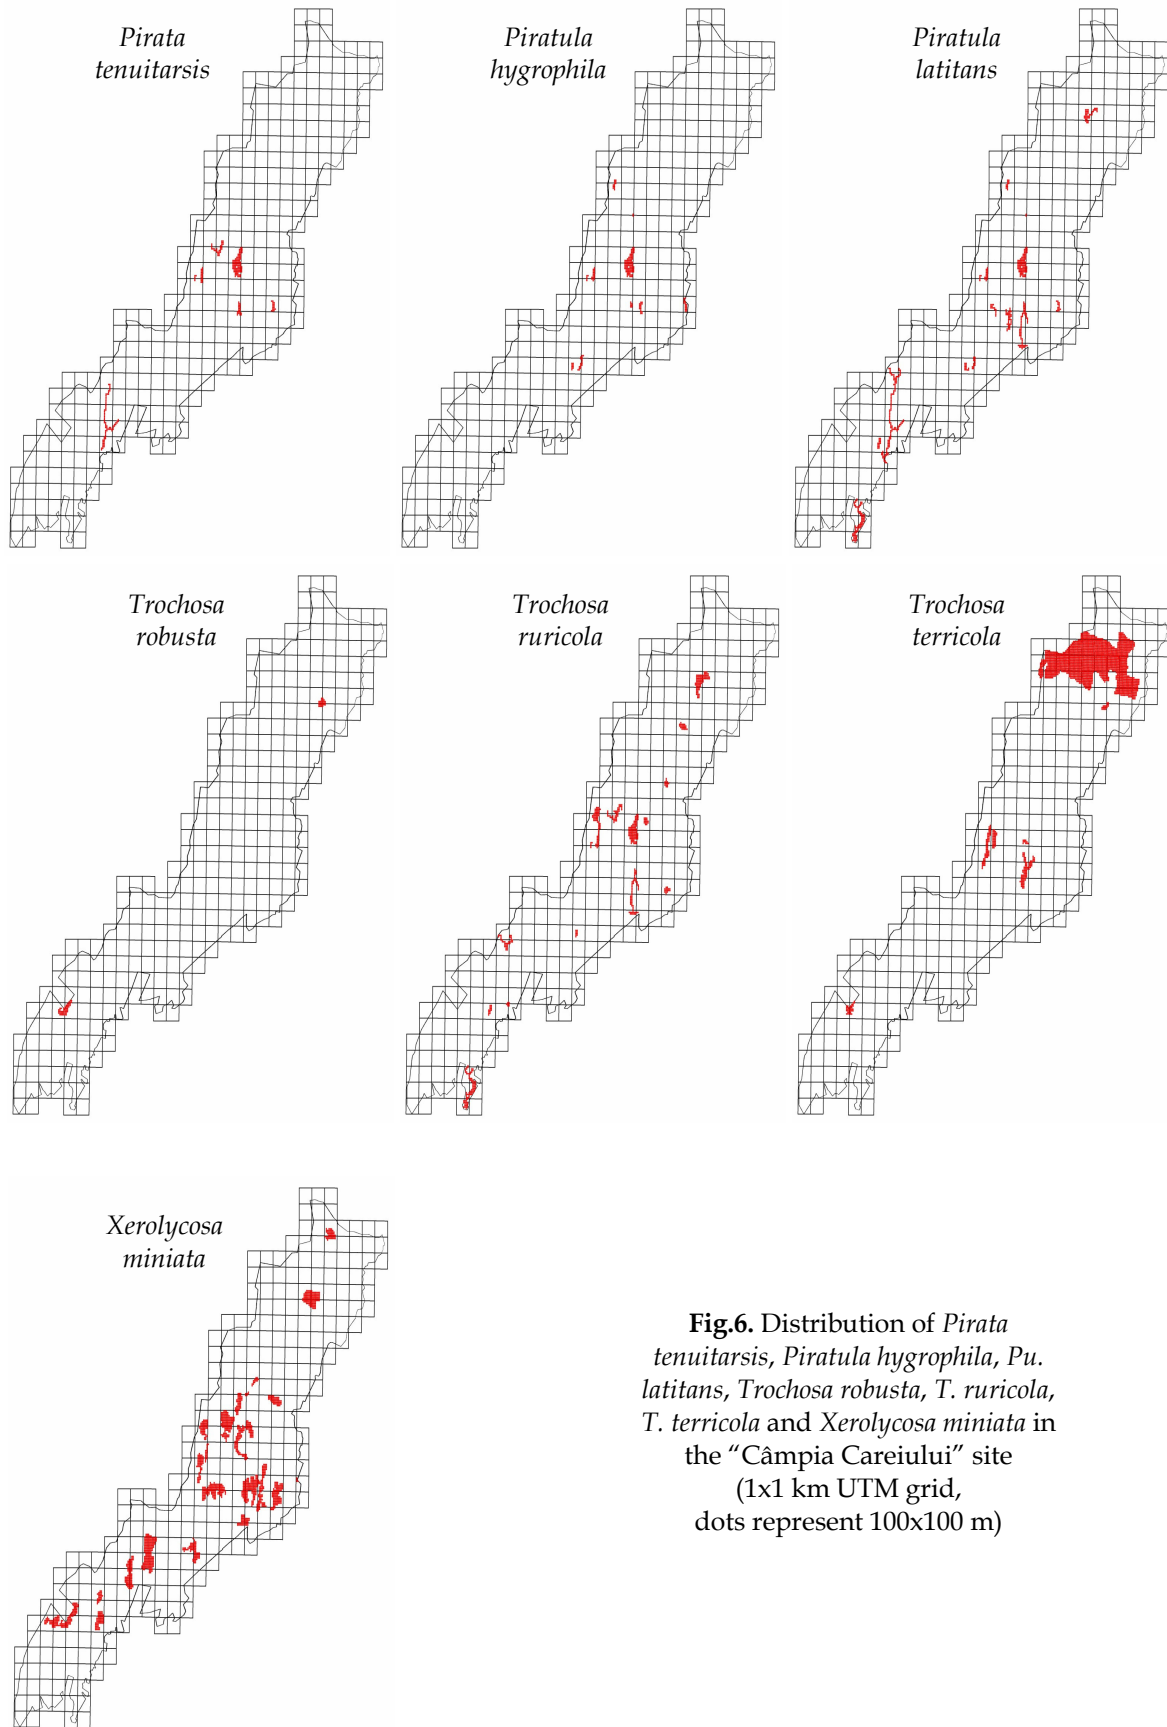 Pirata
tenuitarsis
Piratula
hygrophila
Piratula
latitans
Trochosa
robusta
Trochosa
ruricola
Trochosa
terricola
Xerolycosa
miniata
Fig.6. Distribution of Pirata
tenuitarsis, Piratula hygrophila, Pu.
latitans, Trochosa robusta, T. ruricola,
T. terricola and Xerolycosa miniata in
the “Câmpia Careiului” site
(1x1 km UTM grid,
dots represent 100x100 m)